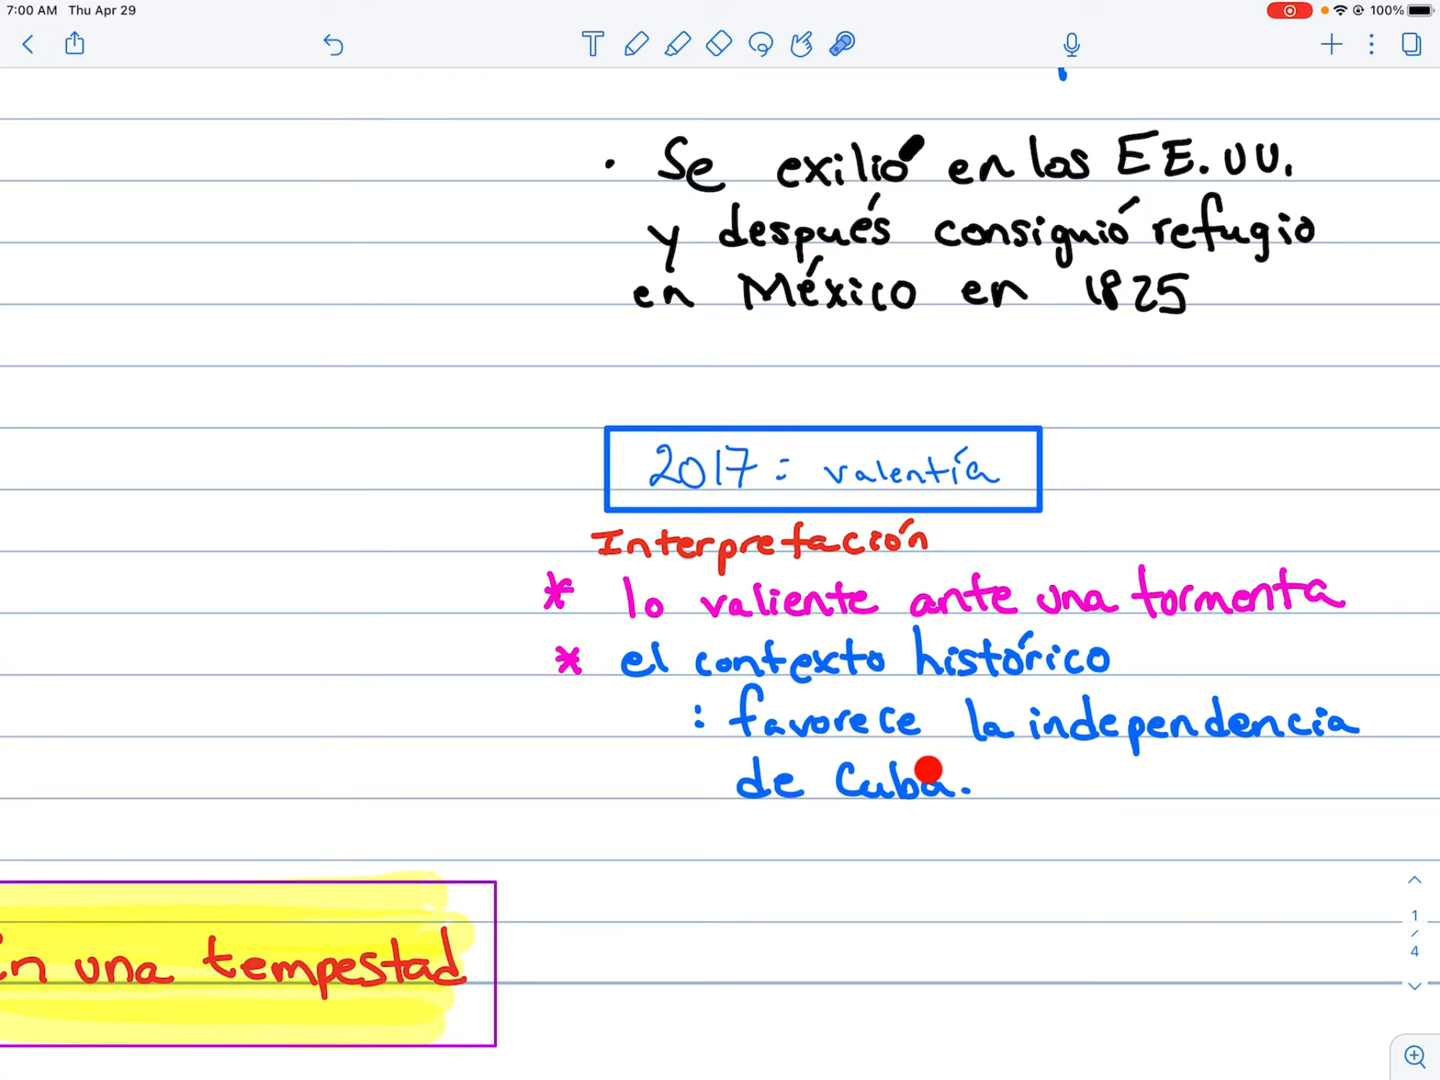 7:00 AM Thu Apr 29
100%
· Se exilió en los EE.UU.
y después consiguió refugio
en México en 1825
2017: valentía
Interpretación
* lo valiente ante una tormenta
* el contexto histórico
: favorece la independencia
de Cuba.
1
/
4
En una tempestad